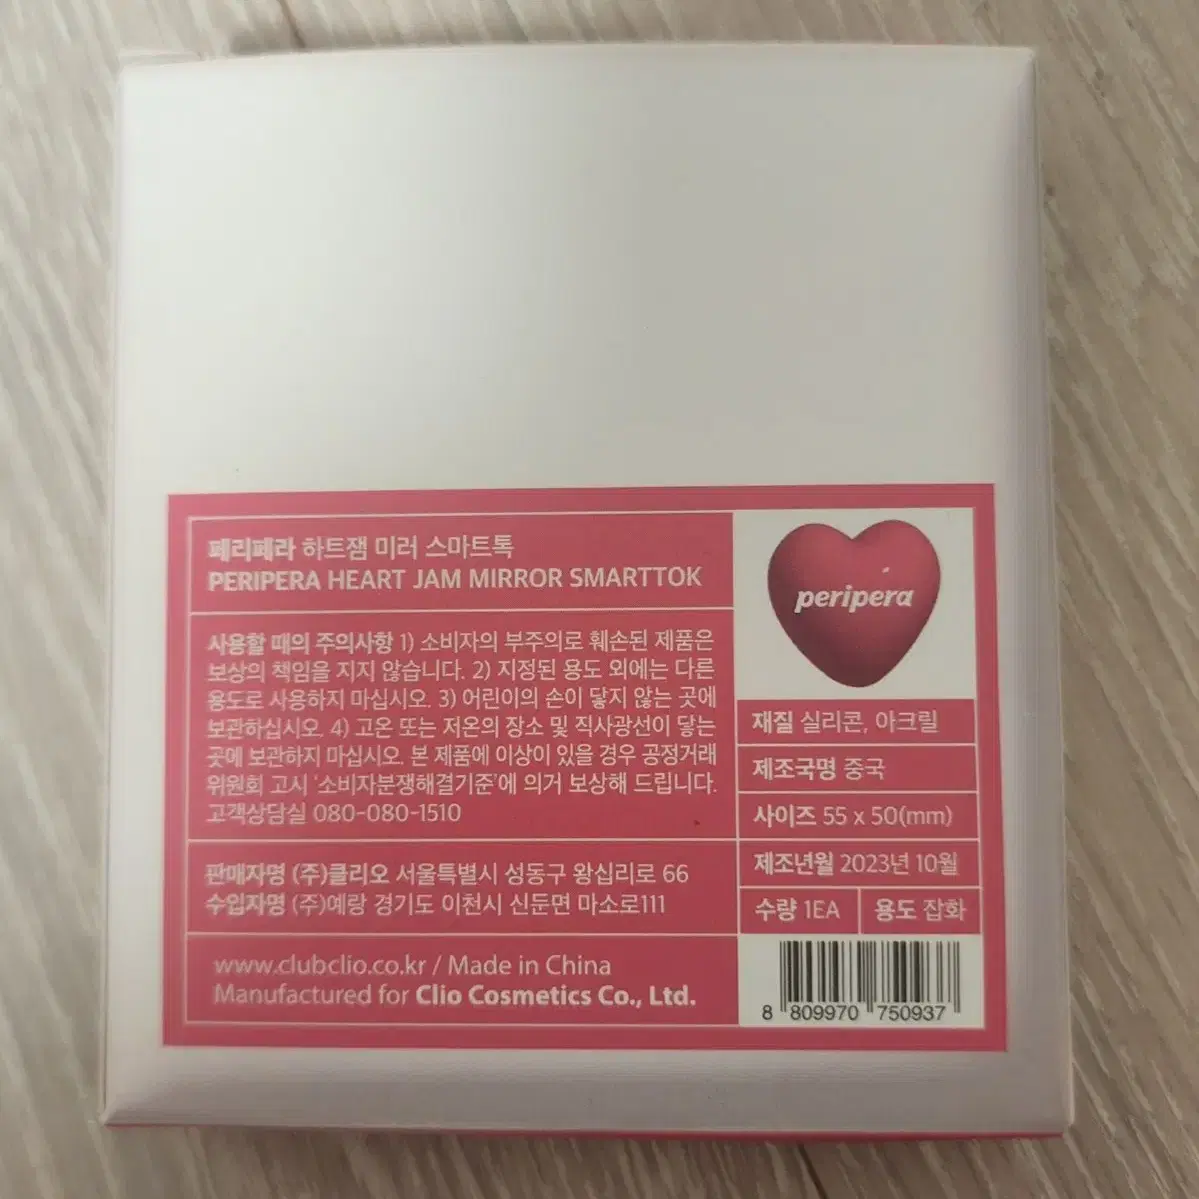 페리페라 하트잼 미러 스마트톡
PERIPERA HEART JAM MIRROR SMARTTOK
사용할 때의 주의사항 1) 소비자의 부주의로 훼손된 제품은
보상의 책임을 지지 않습니다. 2) 지정된 용도 외에는 다른
용도로 사용하지 마십시오. 3) 어린이의 손이 닿지 않는 곳에
보관하십시오. 4) 고온 또는 저온의 장소 및 직사광선이 닿는
곳에 보관하지 마십시오. 본 제품에 이상이 있을 경우 공정거래
위원회 고시 '소비자분쟁해결기준'에 의거 보상해 드립니다.
고객상담실 080-080-1510
판매자명 (주)클리오 서울특별시 성동구 왕십리로 66
수입자명 (주)예랑 경기도 이천시 신둔면 마소로111
www.clubclio.co.kr / Made in China
Manufactured for Clio Cosmetics Co., Ltd.
peripera
재질 실리콘, 아크릴
제조국명 중국
사이즈 55 x 50(mm)
제조년월 2023년 10월
수량 1EA
용도 잡화
8 809970 750937